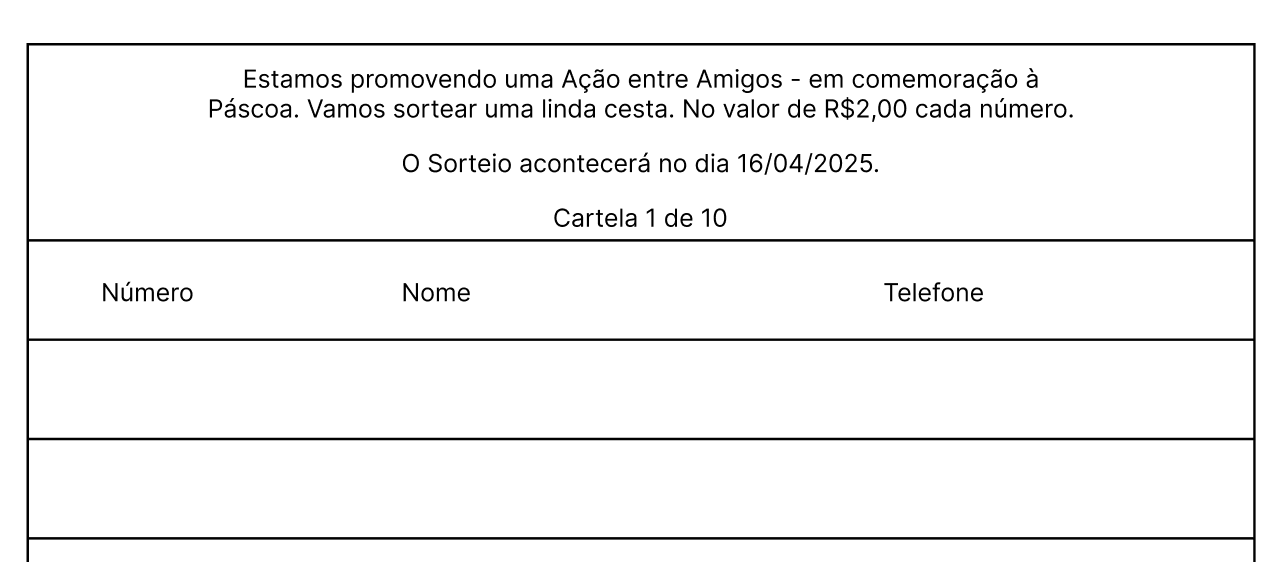 Estamos promovendo uma Ação entre Amigos - em comemoração à
Páscoa. Vamos sortear uma linda cesta. No valor de R$2,00 cada número.
O Sorteio acontecerá no dia 16/04/2025.
Cartela 1 de 10
Número Nome Telefone